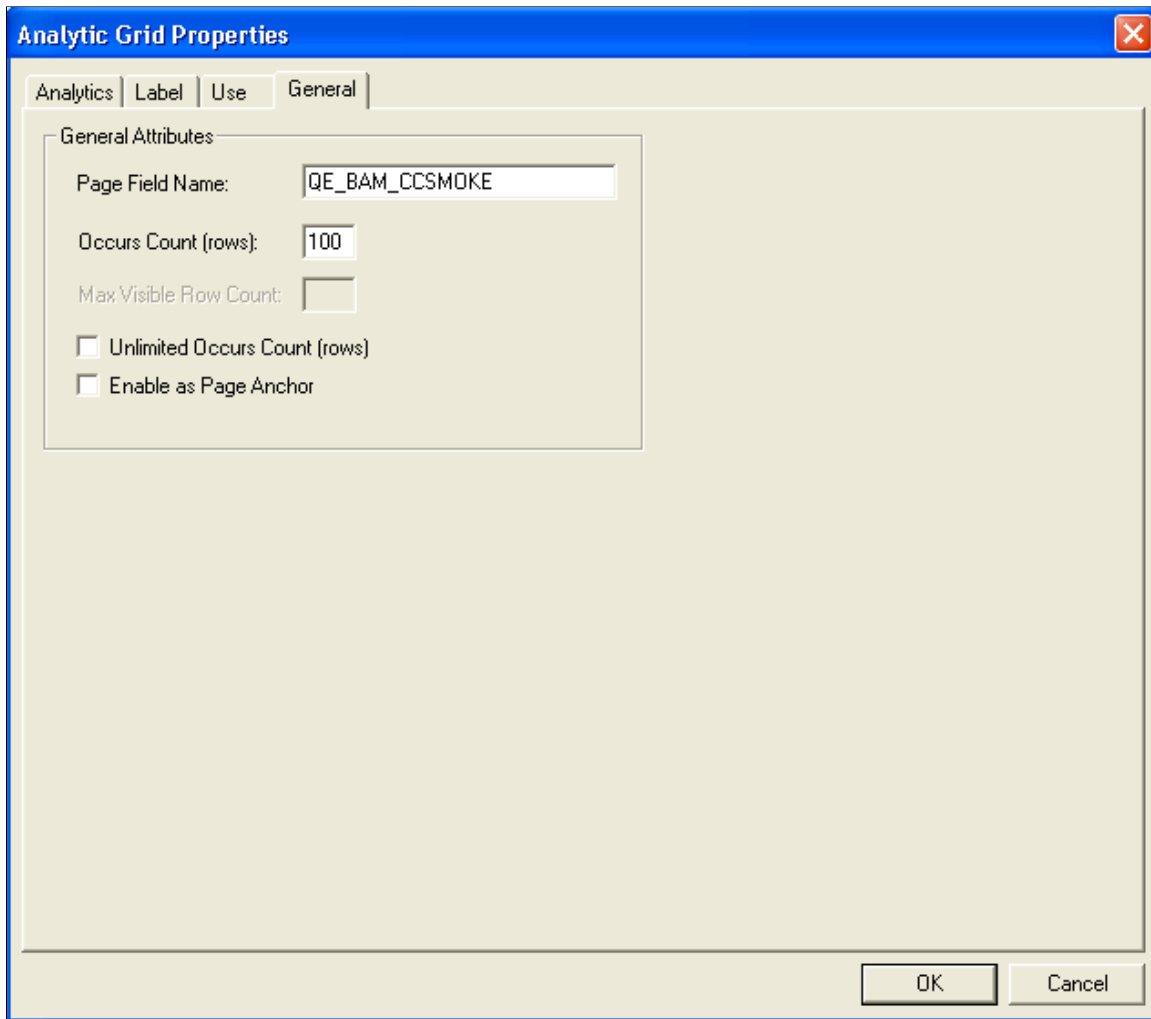 Analytic Grid Properties
Analytics Label Use General
General Attributes
Page Field Name: QE_BAM_CCSMOKE
Occurs Count (rows): 100
Max Visible Row Count:
Unlimited Occurs Count (rows)
Enable as Page Anchor
OK Cancel